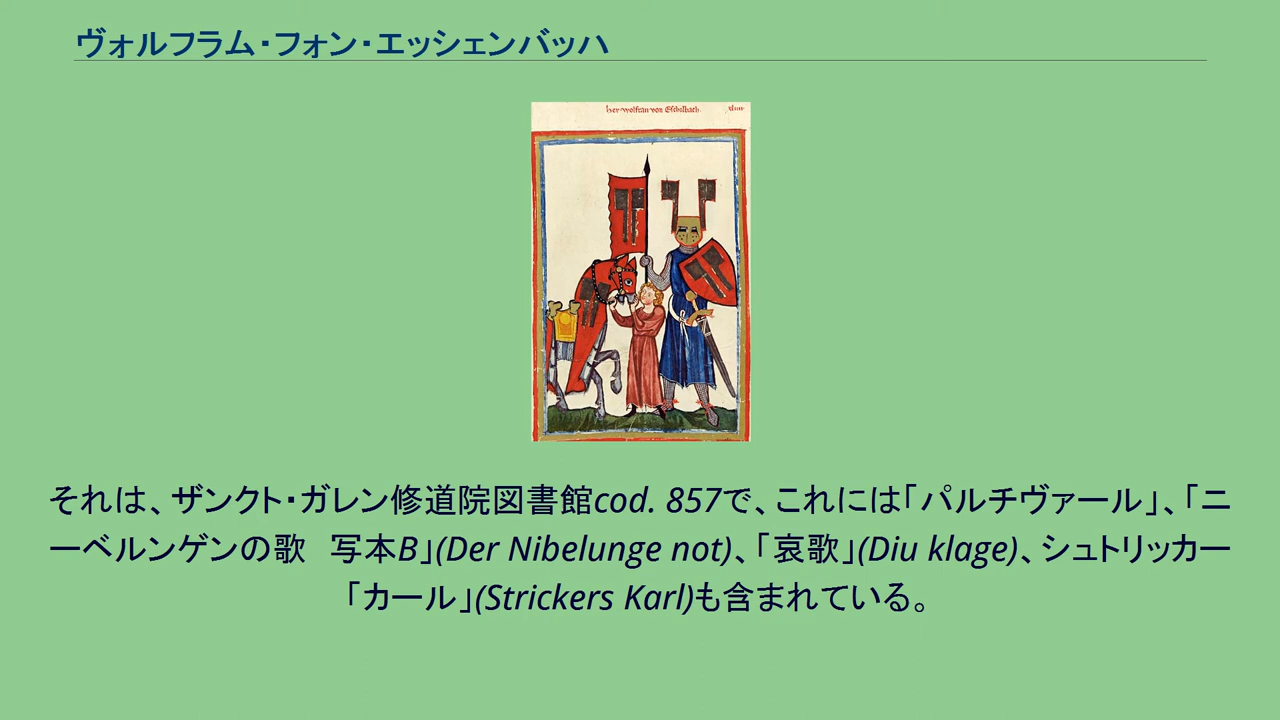 ヴォルフラム・フォン・エッシェンバッハ
her wolfran von Eschilbach.
それは、ザンクト・ガレン修道院図書館cod. 857で、これには「パルチヴァール」、「ニ
ーベルンゲンの歌　写本B」(Der Nibelunge not)、「哀歌」(Diu klage)、シュトリッカー
「カール」(Strickers Karl)も含まれている。